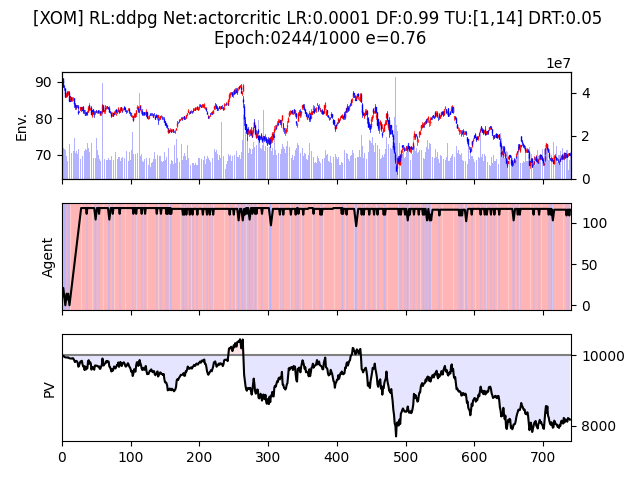 [XOM] RL:ddpg Net:actorcritic LR:0.0001 DF:0.99 TU:[1,14] DRT:0.05
Epoch:0244/1000 e=0.76
1e7
90
80
70
Env.
4
2
0
Agent
100
50
0
PV
10000
8000
0 100 200 300 400 500 600 700